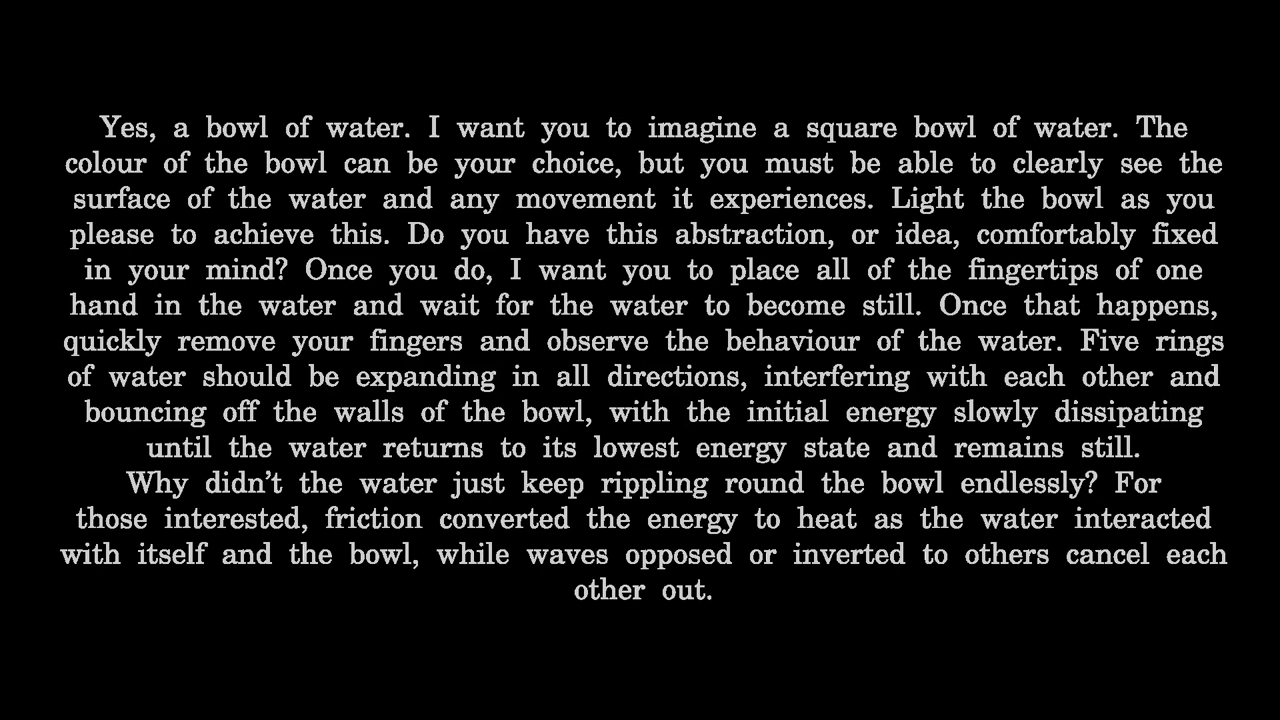 Yes, a bowl of water. I want you to imagine a square bowl of water. The
colour of the bowl can be your choice, but you must be able to clearly see the
surface of the water and any movement it experiences. Light the bowl as you
please to achieve this. Do you have this abstraction, or idea, comfortably fixed
in your mind? Once you do, I want you to place all of the fingertips of one
hand in the water and wait for the water to become still. Once that happens,
quickly remove your fingers and observe the behaviour of the water. Five rings
of water should be expanding in all directions, interfering with each other and
bouncing off the walls of the bowl, with the initial energy slowly dissipating
until the water returns to its lowest energy state and remains still.
Why didn’t the water just keep rippling round the bowl endlessly? For
those interested, friction converted the energy to heat as the water interacted
with itself and the bowl, while waves opposed or inverted to others cancel each
other out.